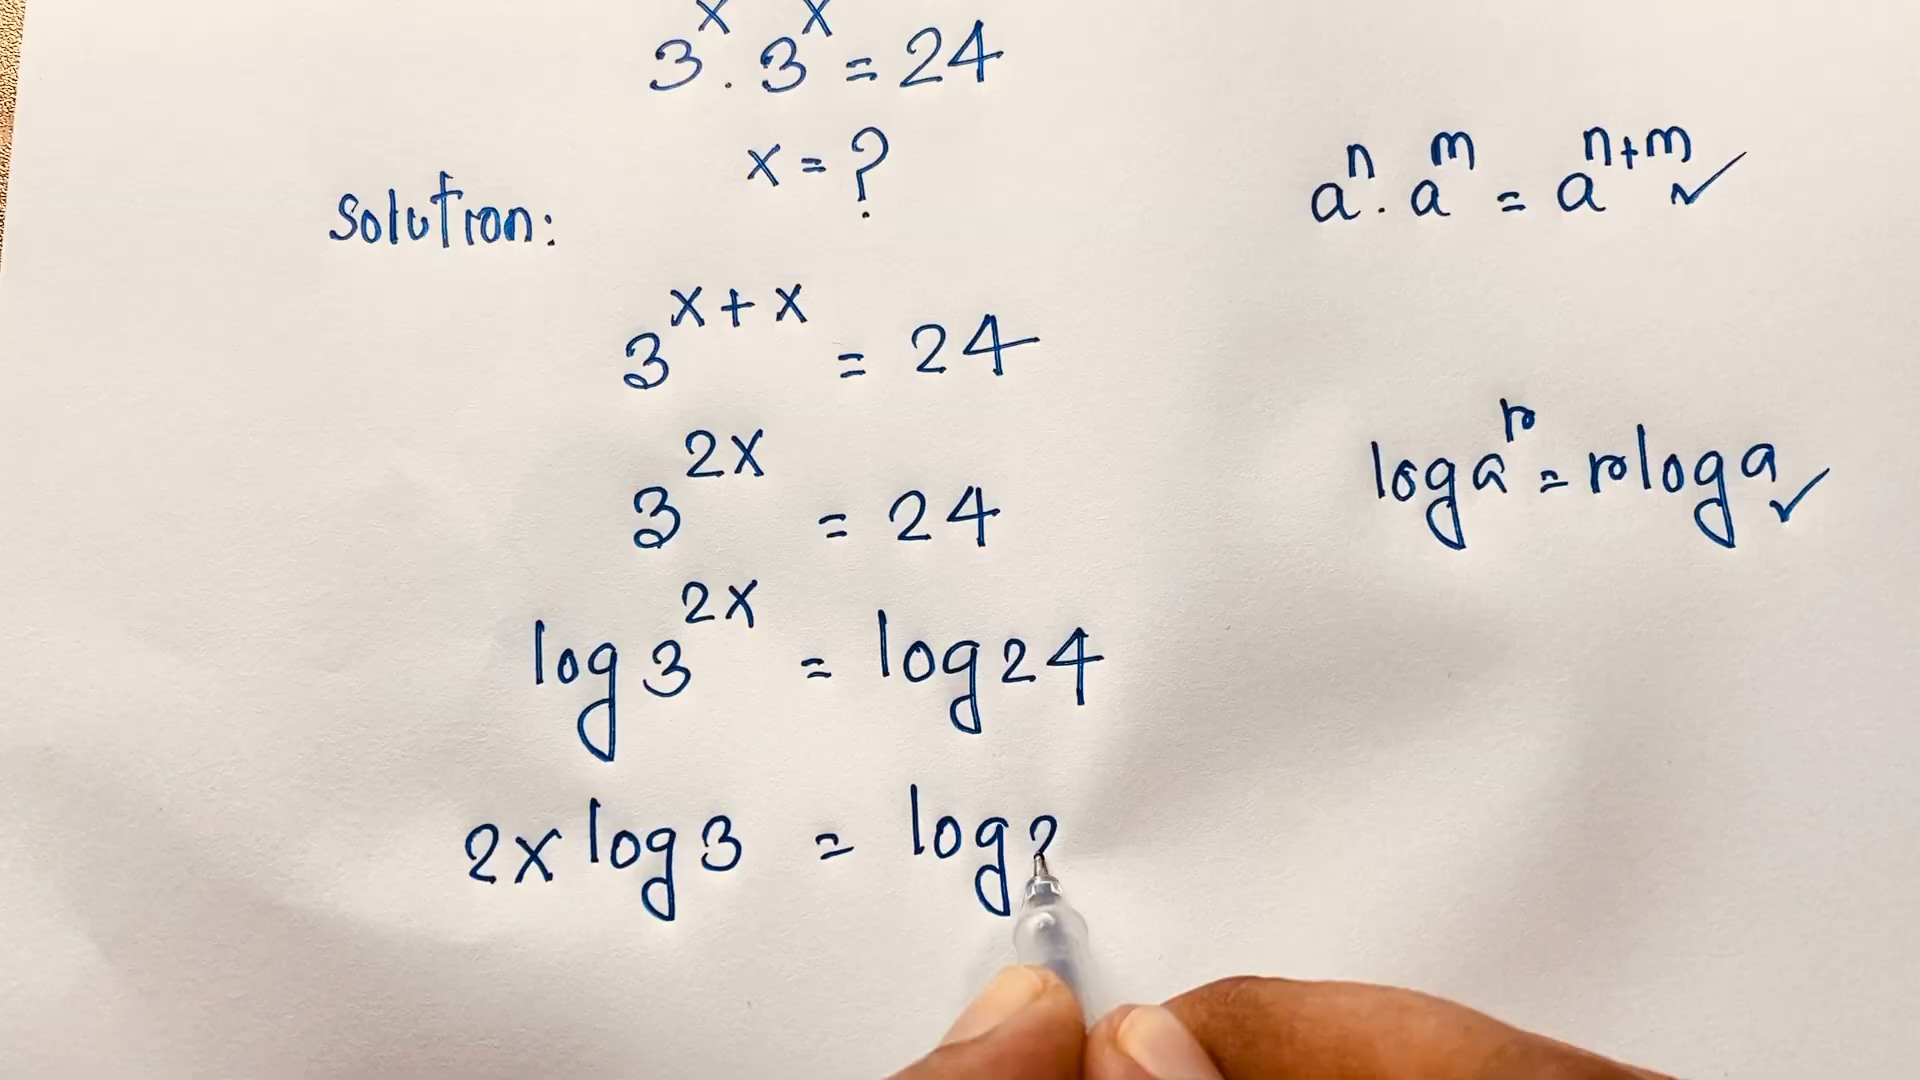 3^x . 3^x = 24
x = ?
Solution:
a^n . a^m = a^{n+m} ✓
3^{x+x} = 24
3^{2x} = 24
log a^r = r log a ✓
log 3^{2x} = log 24
2x log 3 = log 2